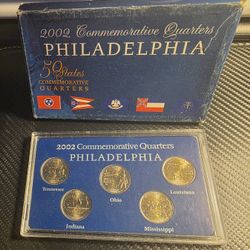 2002 Commemorative Quarters
PHILADELPHIA
50 States
COMMEMORATIVE
QUARTERS
2002 Commemorative Quarters
PHILADELPHIA
Tennessee
Ohio
Louisiana
Indiana
Mississippi